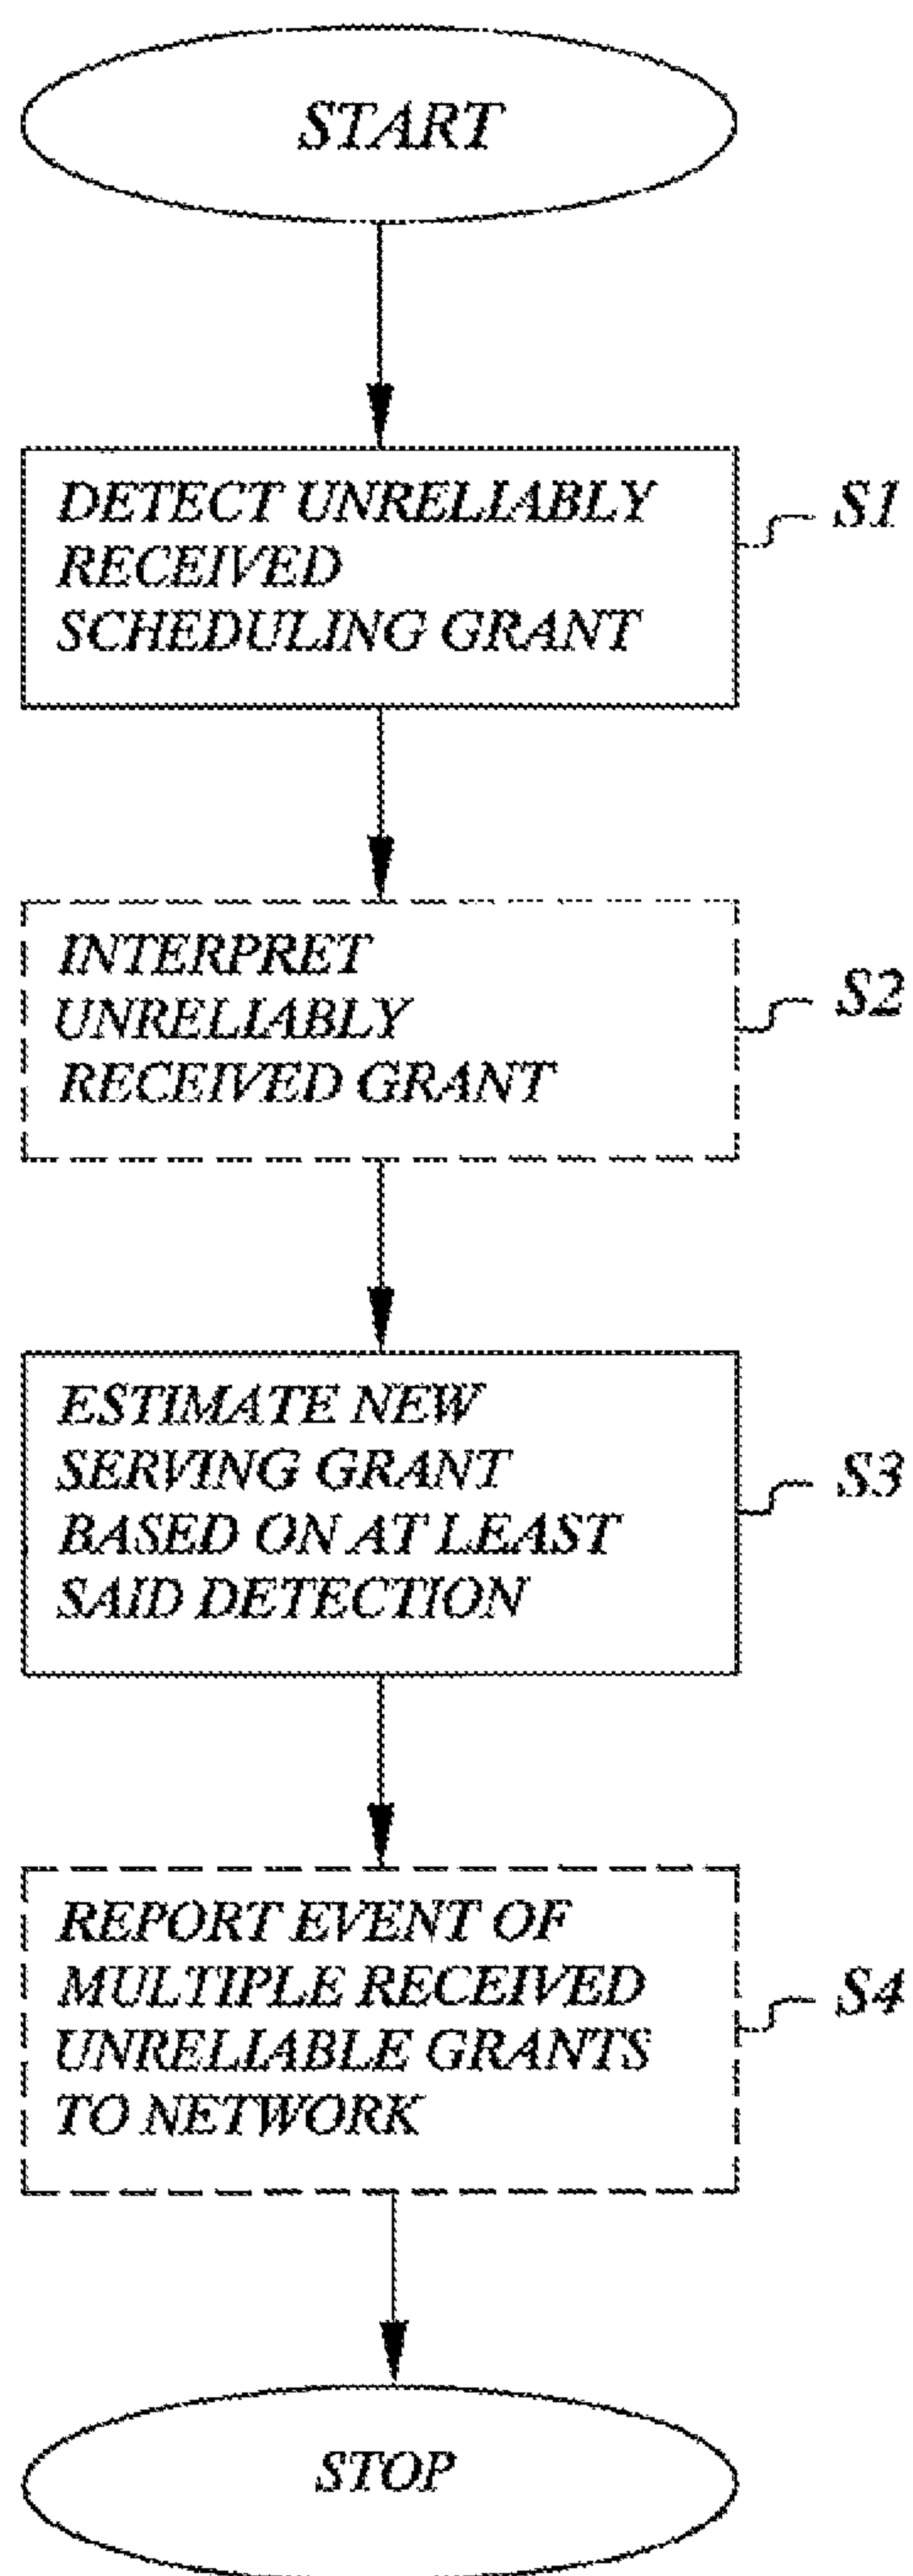 START
DETECT UNRELIABLY
RECEIVED
SCHEDULING GRANT
S1
INTERPRET
UNRELIABLY
RECEIVED GRANT
S2
ESTIMATE NEW
SERVING GRANT
BASED ON AT LEAST
SAID DETECTION
S3
REPORT EVENT OF
MULTIPLE RECEIVED
UNRELIABLE GRANTS
TO NETWORK
S4
STOP